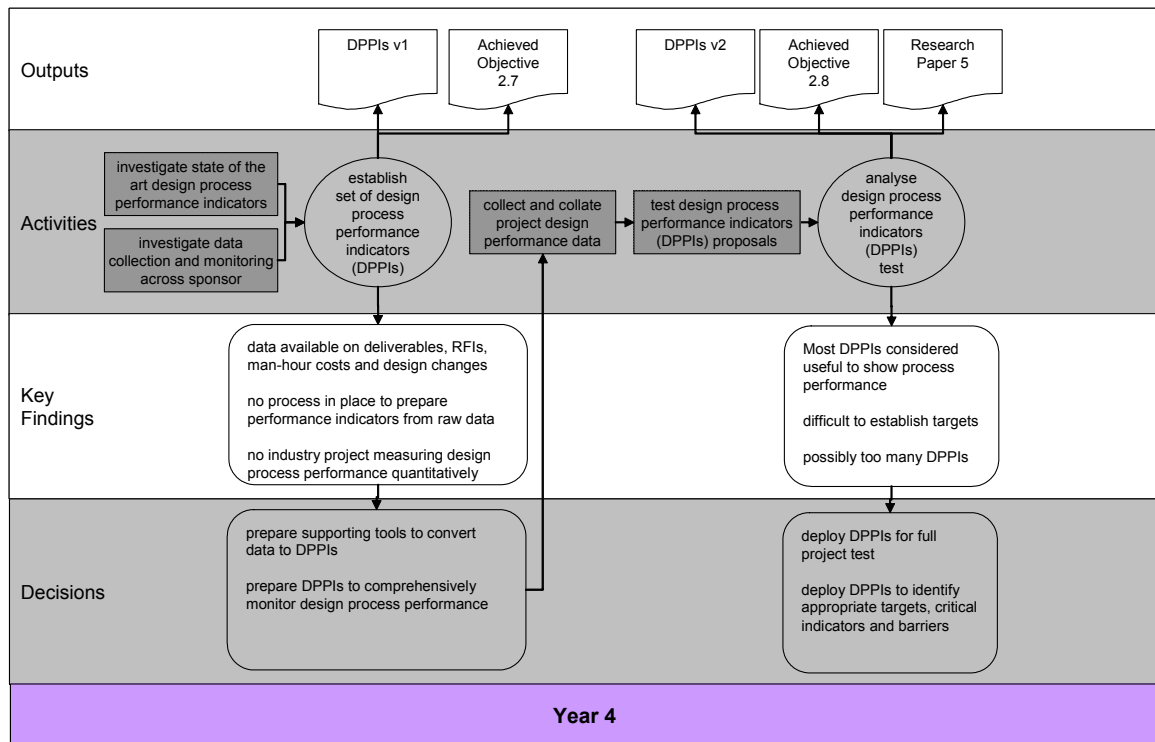 Outputs
DPPIs v1
Achieved
Objective
2.7
DPPIs v2
Achieved
Objective
2.8
Research
Paper 5
Activities
investigate state of the
art design process
performance indicators
investigate data
collection and monitoring
across sponsor
establish
set of design
process
performance
indicators
(DPPIs)
collect and collate
project design
performance data
test design process
performance indicators
(DPPIs) proposals
analyse
design process
performance
indicators
(DPPIs)
test
Key
Findings
data available on deliverables, RFIs,
man-hour costs and design changes
no process in place to prepare
performance indicators from raw data
no industry project measuring design
process performance quantitatively
Most DPPIs considered
useful to show process
performance
difficult to establish targets
possibly too many DPPIs
Decisions
prepare supporting tools to convert
data to DPPIs
prepare DPPIs to comprehensively
monitor design process performance
deploy DPPIs for full
project test
deploy DPPIs to identify
appropriate targets, critical
indicators and barriers
Year 4